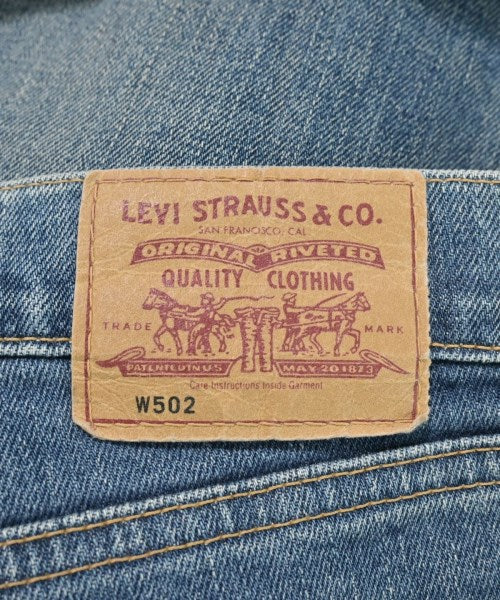 LEVI STRAUSS & CO.
SAN FRANCISCO, CAL
ORIGINAL RIVETED
QUALITY CLOTHING
TRADE MARK
PATENTED IN U.S. MAY 20 1873
Care Instructions Inside Garment
W502